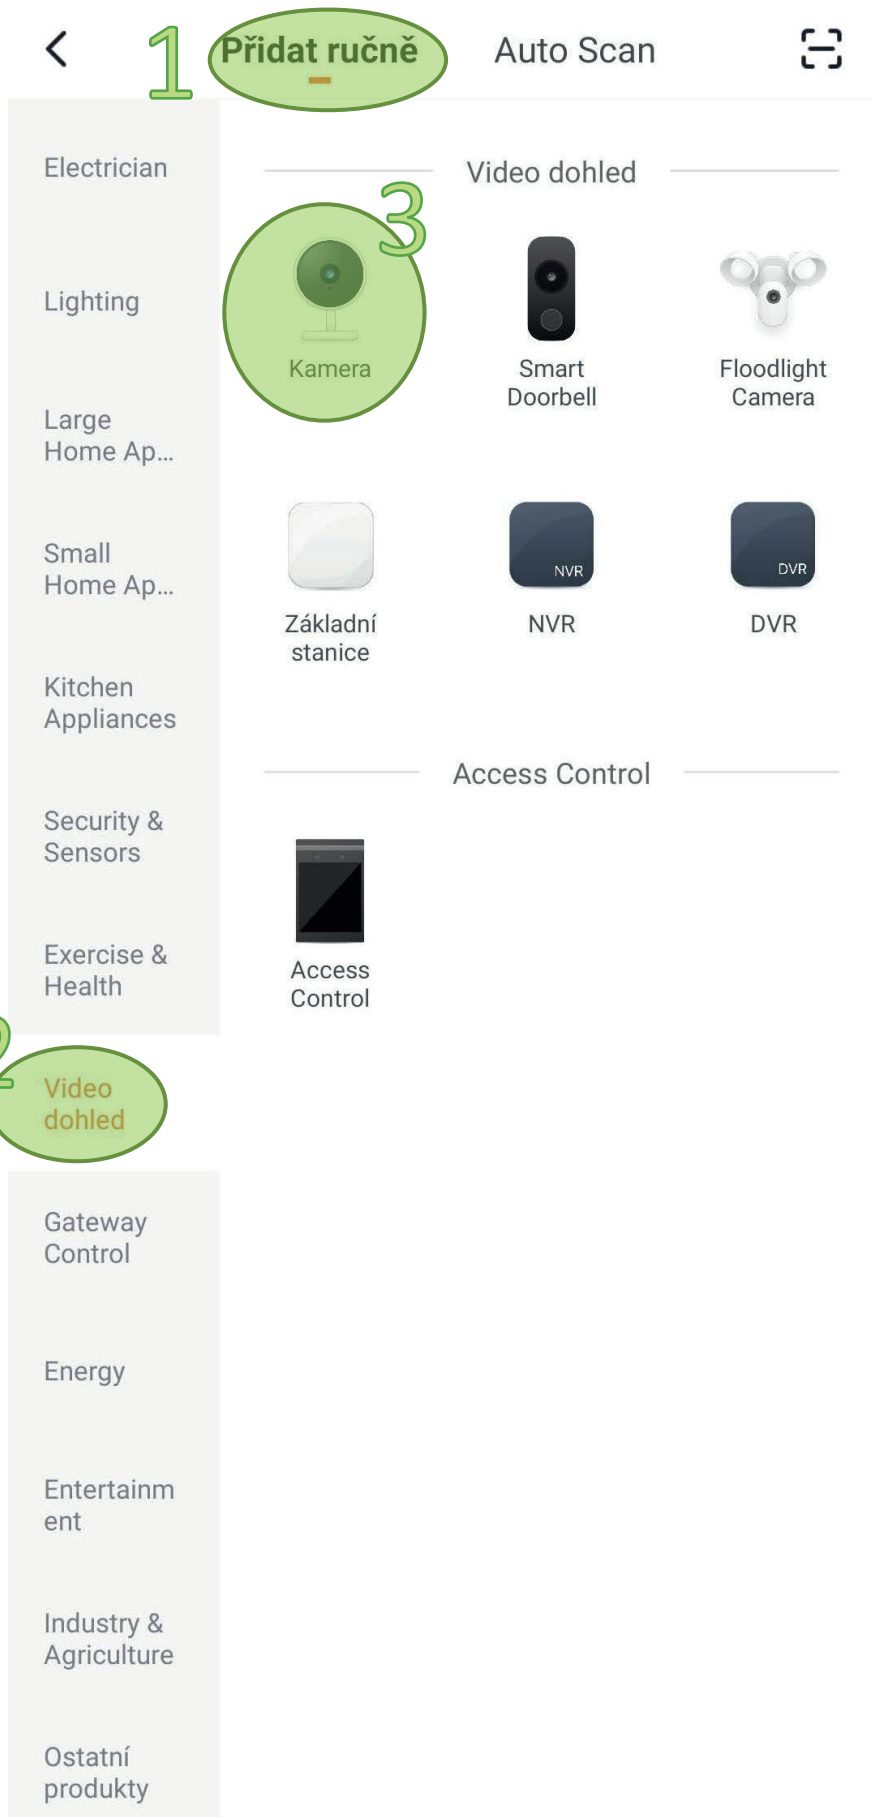 1
Přidat ručně
Auto Scan
Electrician
Lighting
Large
Home Ap...
Small
Home Ap...
Kitchen
Appliances
Security &
Sensors
Exercise &
Health
2
Video
dohled
Gateway
Control
Energy
Entertainm
ent
Industry &
Agriculture
Ostatní
produkty
Video dohled
3
Kamera
Smart
Doorbell
Floodlight
Camera
Základní
stanice
NVR
NVR
DVR
DVR
Access Control
Access
Control